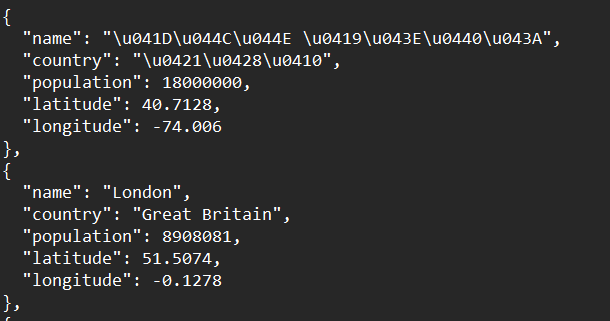 {
"name": "\u041D\u044C\u044E \u0419\u043E\u0440\u043A",
"country": "\u0421\u0428\u0410",
"population": 18000000,
"latitude": 40.7128,
"longitude": -74.006
},
{
"name": "London",
"country": "Great Britain",
"population": 8908081,
"latitude": 51.5074,
"longitude": -0.1278
},